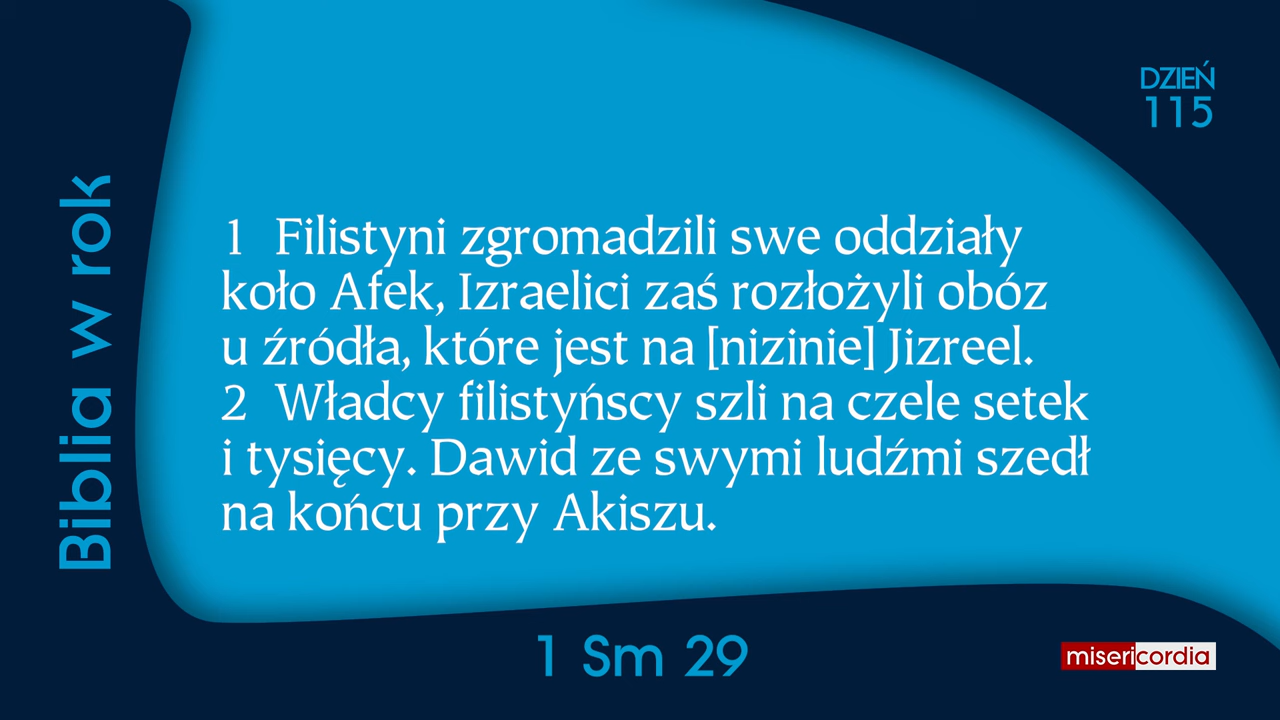 DZIEŃ
115
Biblia w rok
1 Filistyni zgromadzili swe oddziały
koło Afek, Izraelici zaś rozłożyli obóz
u źródła, które jest na [nizinie] Jizreel.
2 Władcy filistyńscy szli na czele setek
i tysięcy. Dawid ze swymi ludźmi szedł
na końcu przy Akiszu.
1 Sm 29
misericordia